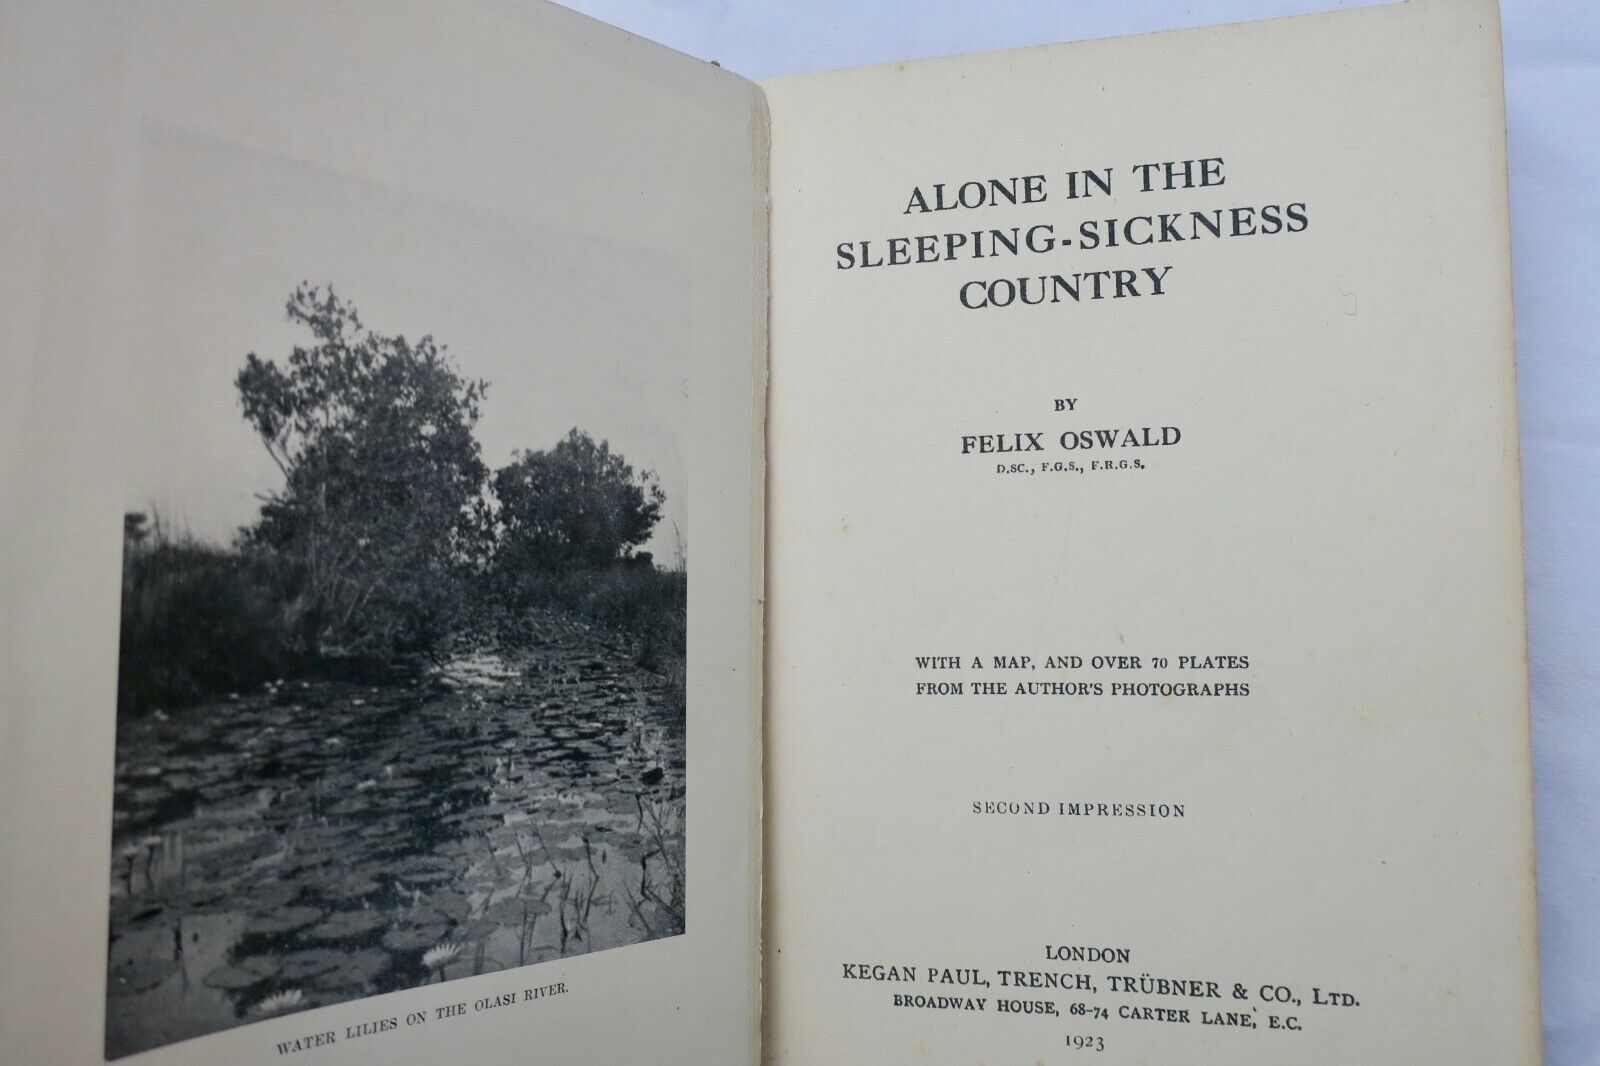 WATER LILIES ON THE OLASI RIVER.
ALONE IN THE
SLEEPING-SICKNESS
COUNTRY
BY
FELIX OSWALD
D.SC., F.G.S., F.R.G.S.
WITH A MAP, AND OVER 70 PLATES
FROM THE AUTHOR'S PHOTOGRAPHS
SECOND IMPRESSION
LONDON
KEGAN PAUL, TRENCH, TRÜBNER & CO., LTD.
BROADWAY HOUSE, 68-74 CARTER LANE, E.C.
1923